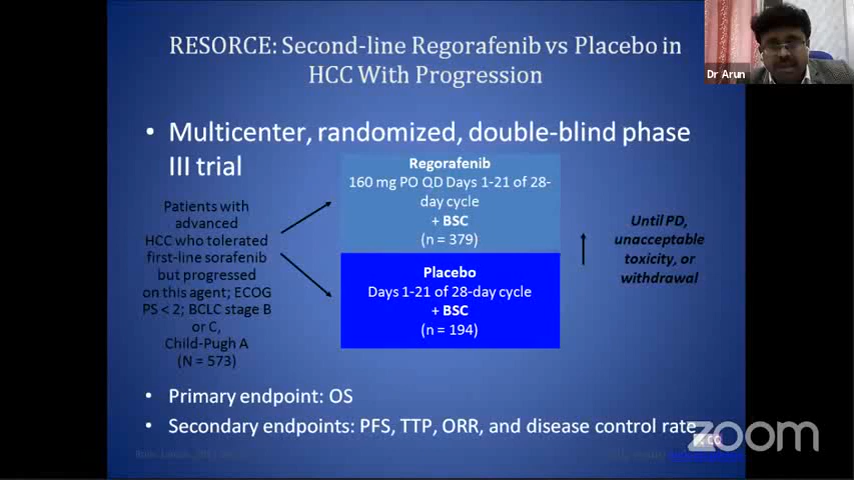 RESORCE: Second-line Regorafenib vs Placebo in
HCC With Progression
Dr Arun
• Multicenter, randomized, double-blind phase
III trial
Patients with
advanced
HCC who tolerated
first-line sorafenib
but progressed
on this agent; ECOG
PS < 2; BCLC stage B
or C,
Child-Pugh A
(N = 573)
Regorafenib
160 mg PO QD Days 1-21 of 28-
day cycle
+ BSC
(n = 379)
Placebo
Days 1-21 of 28-day cycle
+ BSC
(n = 194)
Until PD,
unacceptable
toxicity, or
withdrawal
• Primary endpoint: OS
• Secondary endpoints: PFS, TTP, ORR, and disease control rate
zoom